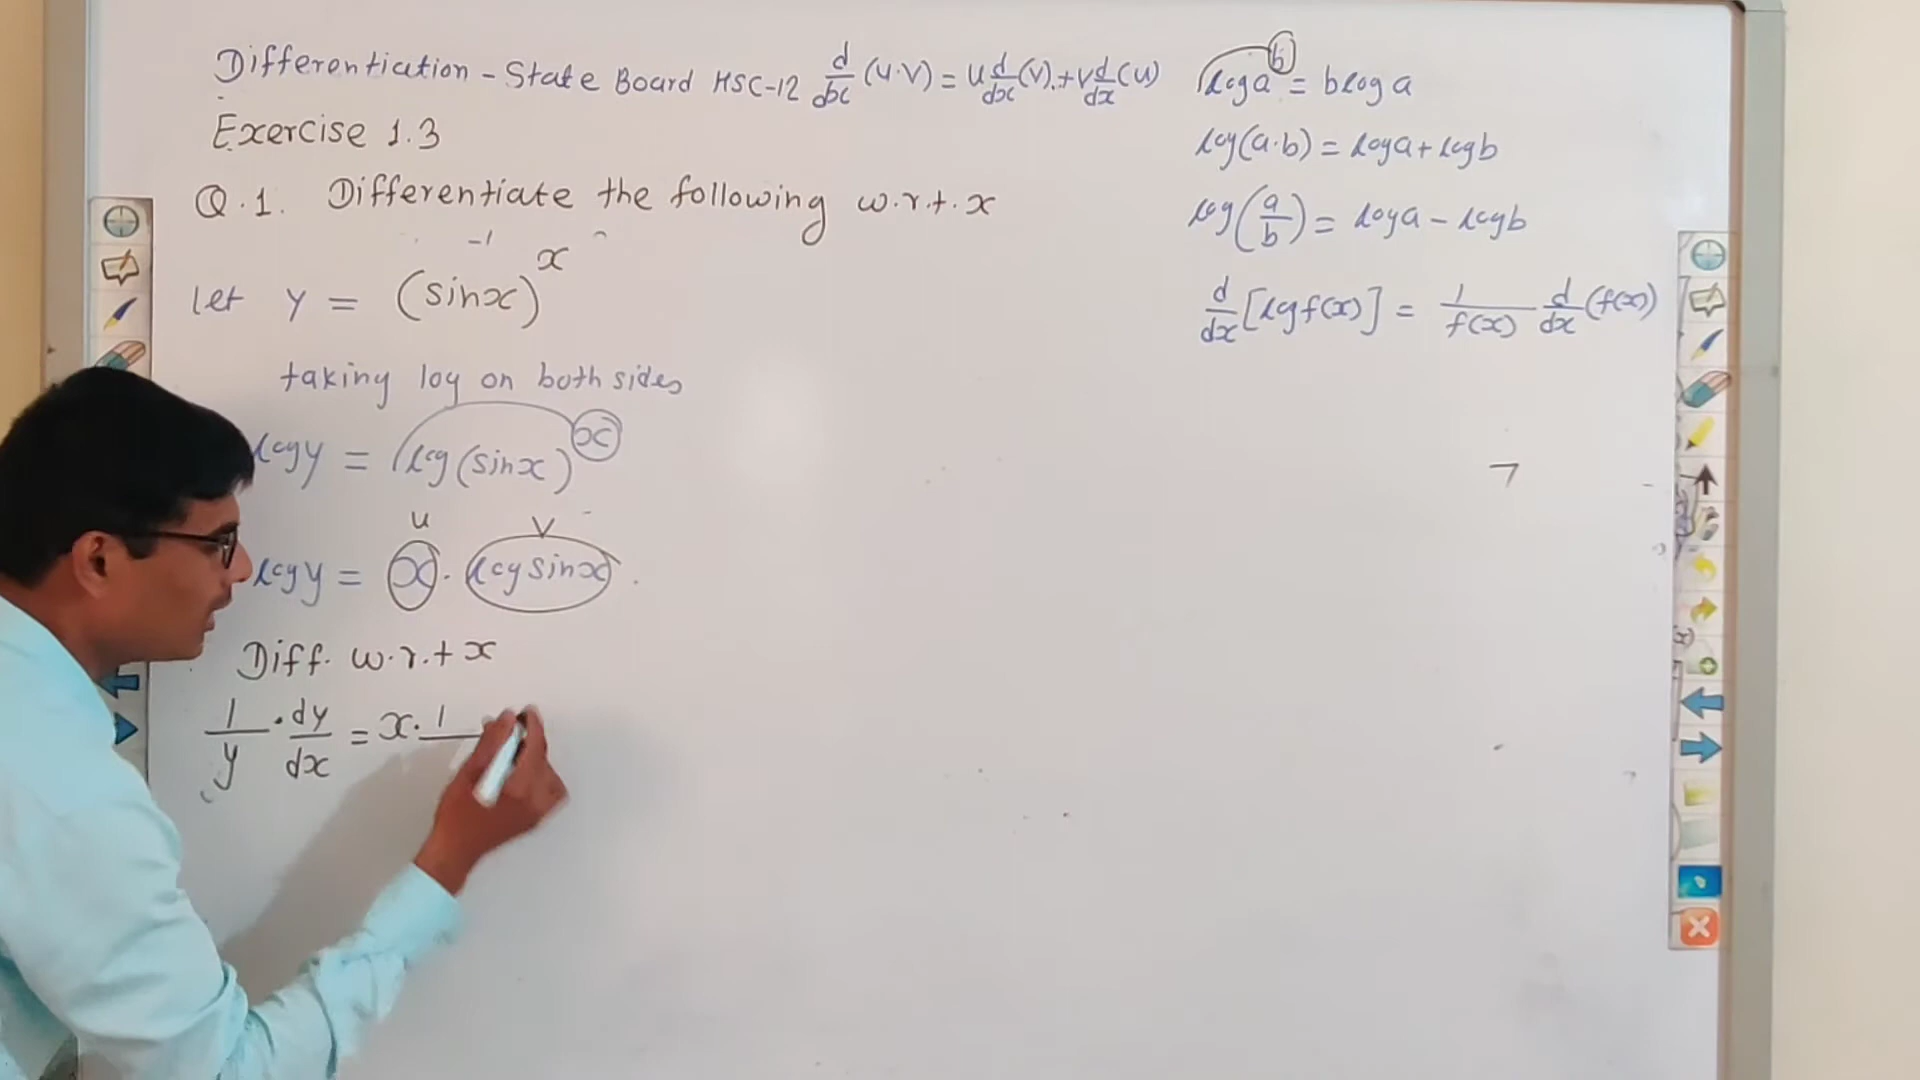 Differentiation - State Board HSC-12 d/dx (u·v) = u d/dx (v) + v d/dx (u)
Exercise 1.3
Q.1. Differentiate the following w.r.t. x
let y = (sinx)^x
taking log on both sides
logy = log(sinx)^x
u v
logy = x · log sinx
Diff. w.r.t x
1/y · dy/dx = x · 1
log a^b = b log a
log(a·b) = log a + log b
log(a/b) = log a - log b
d/dx [log f(x)] = 1/f(x) d/dx (f(x))